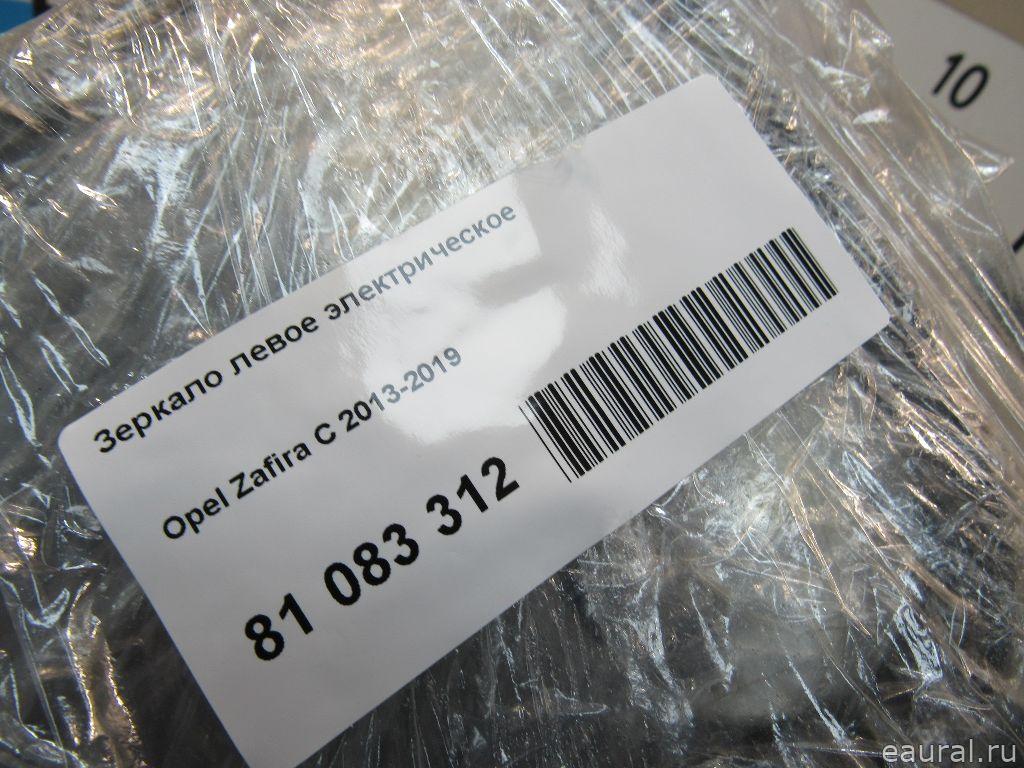 10
Зеркало левое электрическое
Opel Zafira C 2013-2019
81 083 312
eaural.ru